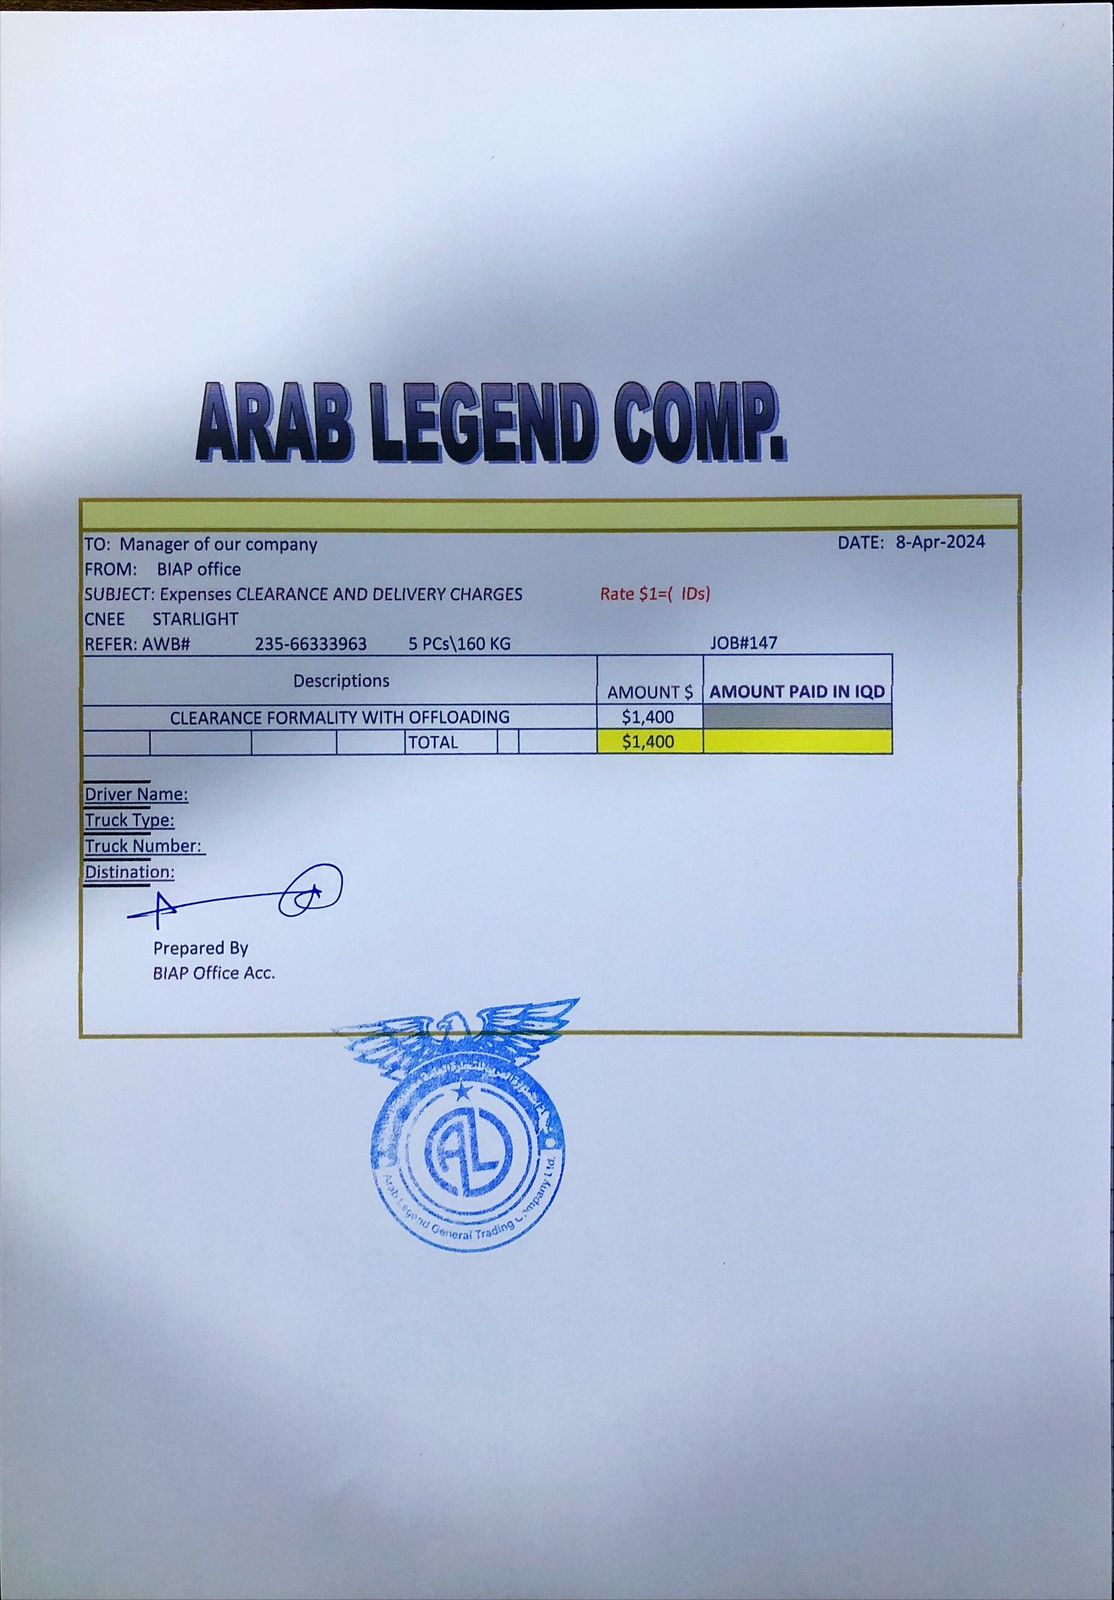 ARAB LEGEND COMP.
TO: Manager of our company DATE: 8-Apr-2024
FROM: BIAP office
SUBJECT: Expenses CLEARANCE AND DELIVERY CHARGES Rate $1=( IDs)
CNEE STARLIGHT
REFER: AWB# 235-66333963 5 PCs\160 KG JOB#147
Descriptions AMOUNT $ AMOUNT PAID IN IQD
CLEARANCE FORMALITY WITH OFFLOADING $1,400
TOTAL $1,400
Driver Name:
Truck Type:
Truck Number:
Distination:
Prepared By
BIAP Office Acc.
AL
Arab Legend General Trading Company Ltd.